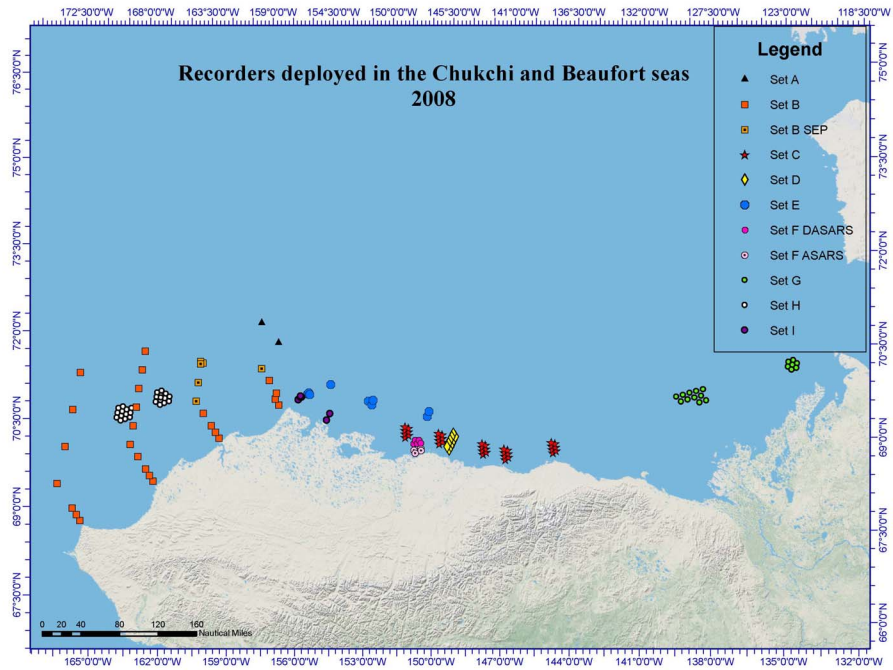 172°30'0"W 168°0'0"W 163°30'0"W 159°0'0"W 154°30'0"W 150°0'0"W 145°30'0"W 141°0'0"W 136°30'0"W 132°0'0"W 127°30'0"W 123°0'0"W 118°30'0"W
Recorders deployed in the Chukchi and Beaufort seas
2008
Legend
Set A
Set B
Set B SEP
Set C
Set D
Set E
Set F DASARS
Set F ASARS
Set G
Set H
Set I
76°30'0"N
75°0'0"N
73°30'0"N
72°0'0"N
70°30'0"N
69°0'0"N
67°30'0"N
75°0'0"N
73°30'0"N
72°0'0"N
70°30'0"N
69°0'0"N
67°30'0"N
66°0'0"N
0 20 40 80 120 160
Nautical Miles
165°0'0"W 162°0'0"W 159°0'0"W 156°0'0"W 153°0'0"W 150°0'0"W 147°0'0"W 144°0'0"W 141°0'0"W 138°0'0"W 135°0'0"W 132°0'0"W